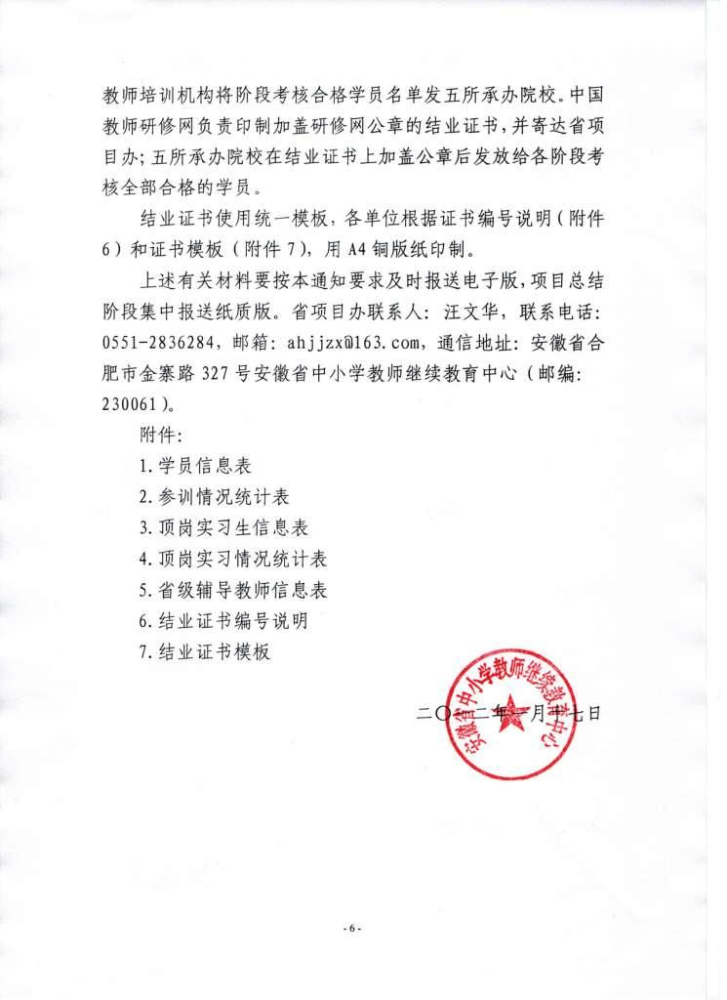 教师培训机构将阶段考核合格学员名单发五所承办院校。中国
教师研修网负责印制加盖研修网公章的结业证书，并寄达省项
目办；五所承办院校在结业证书上加盖公章后发放给各阶段考
核全部合格的学员。
结业证书使用统一模板，各单位根据证书编号说明（附件
6）和证书模板（附件7），用A4铜版纸印制。
上述有关材料要按本通知要求及时报送电子版，项目总结
阶段集中报送纸质版。省项目办联系人：汪文华，联系电话：
0551-2836284，邮箱：ahjjzx@163.com，通信地址：安徽省合
肥市金寨路327号安徽省中小学教师继续教育中心（邮编：
230061）。
附件：
1.学员信息表
2.参训情况统计表
3.顶岗实习生信息表
4.顶岗实习情况统计表
5.省级辅导教师信息表
6.结业证书编号说明
7.结业证书模板
安徽省中小学教师继续教育中心
二〇一二年一月十七日
-6-